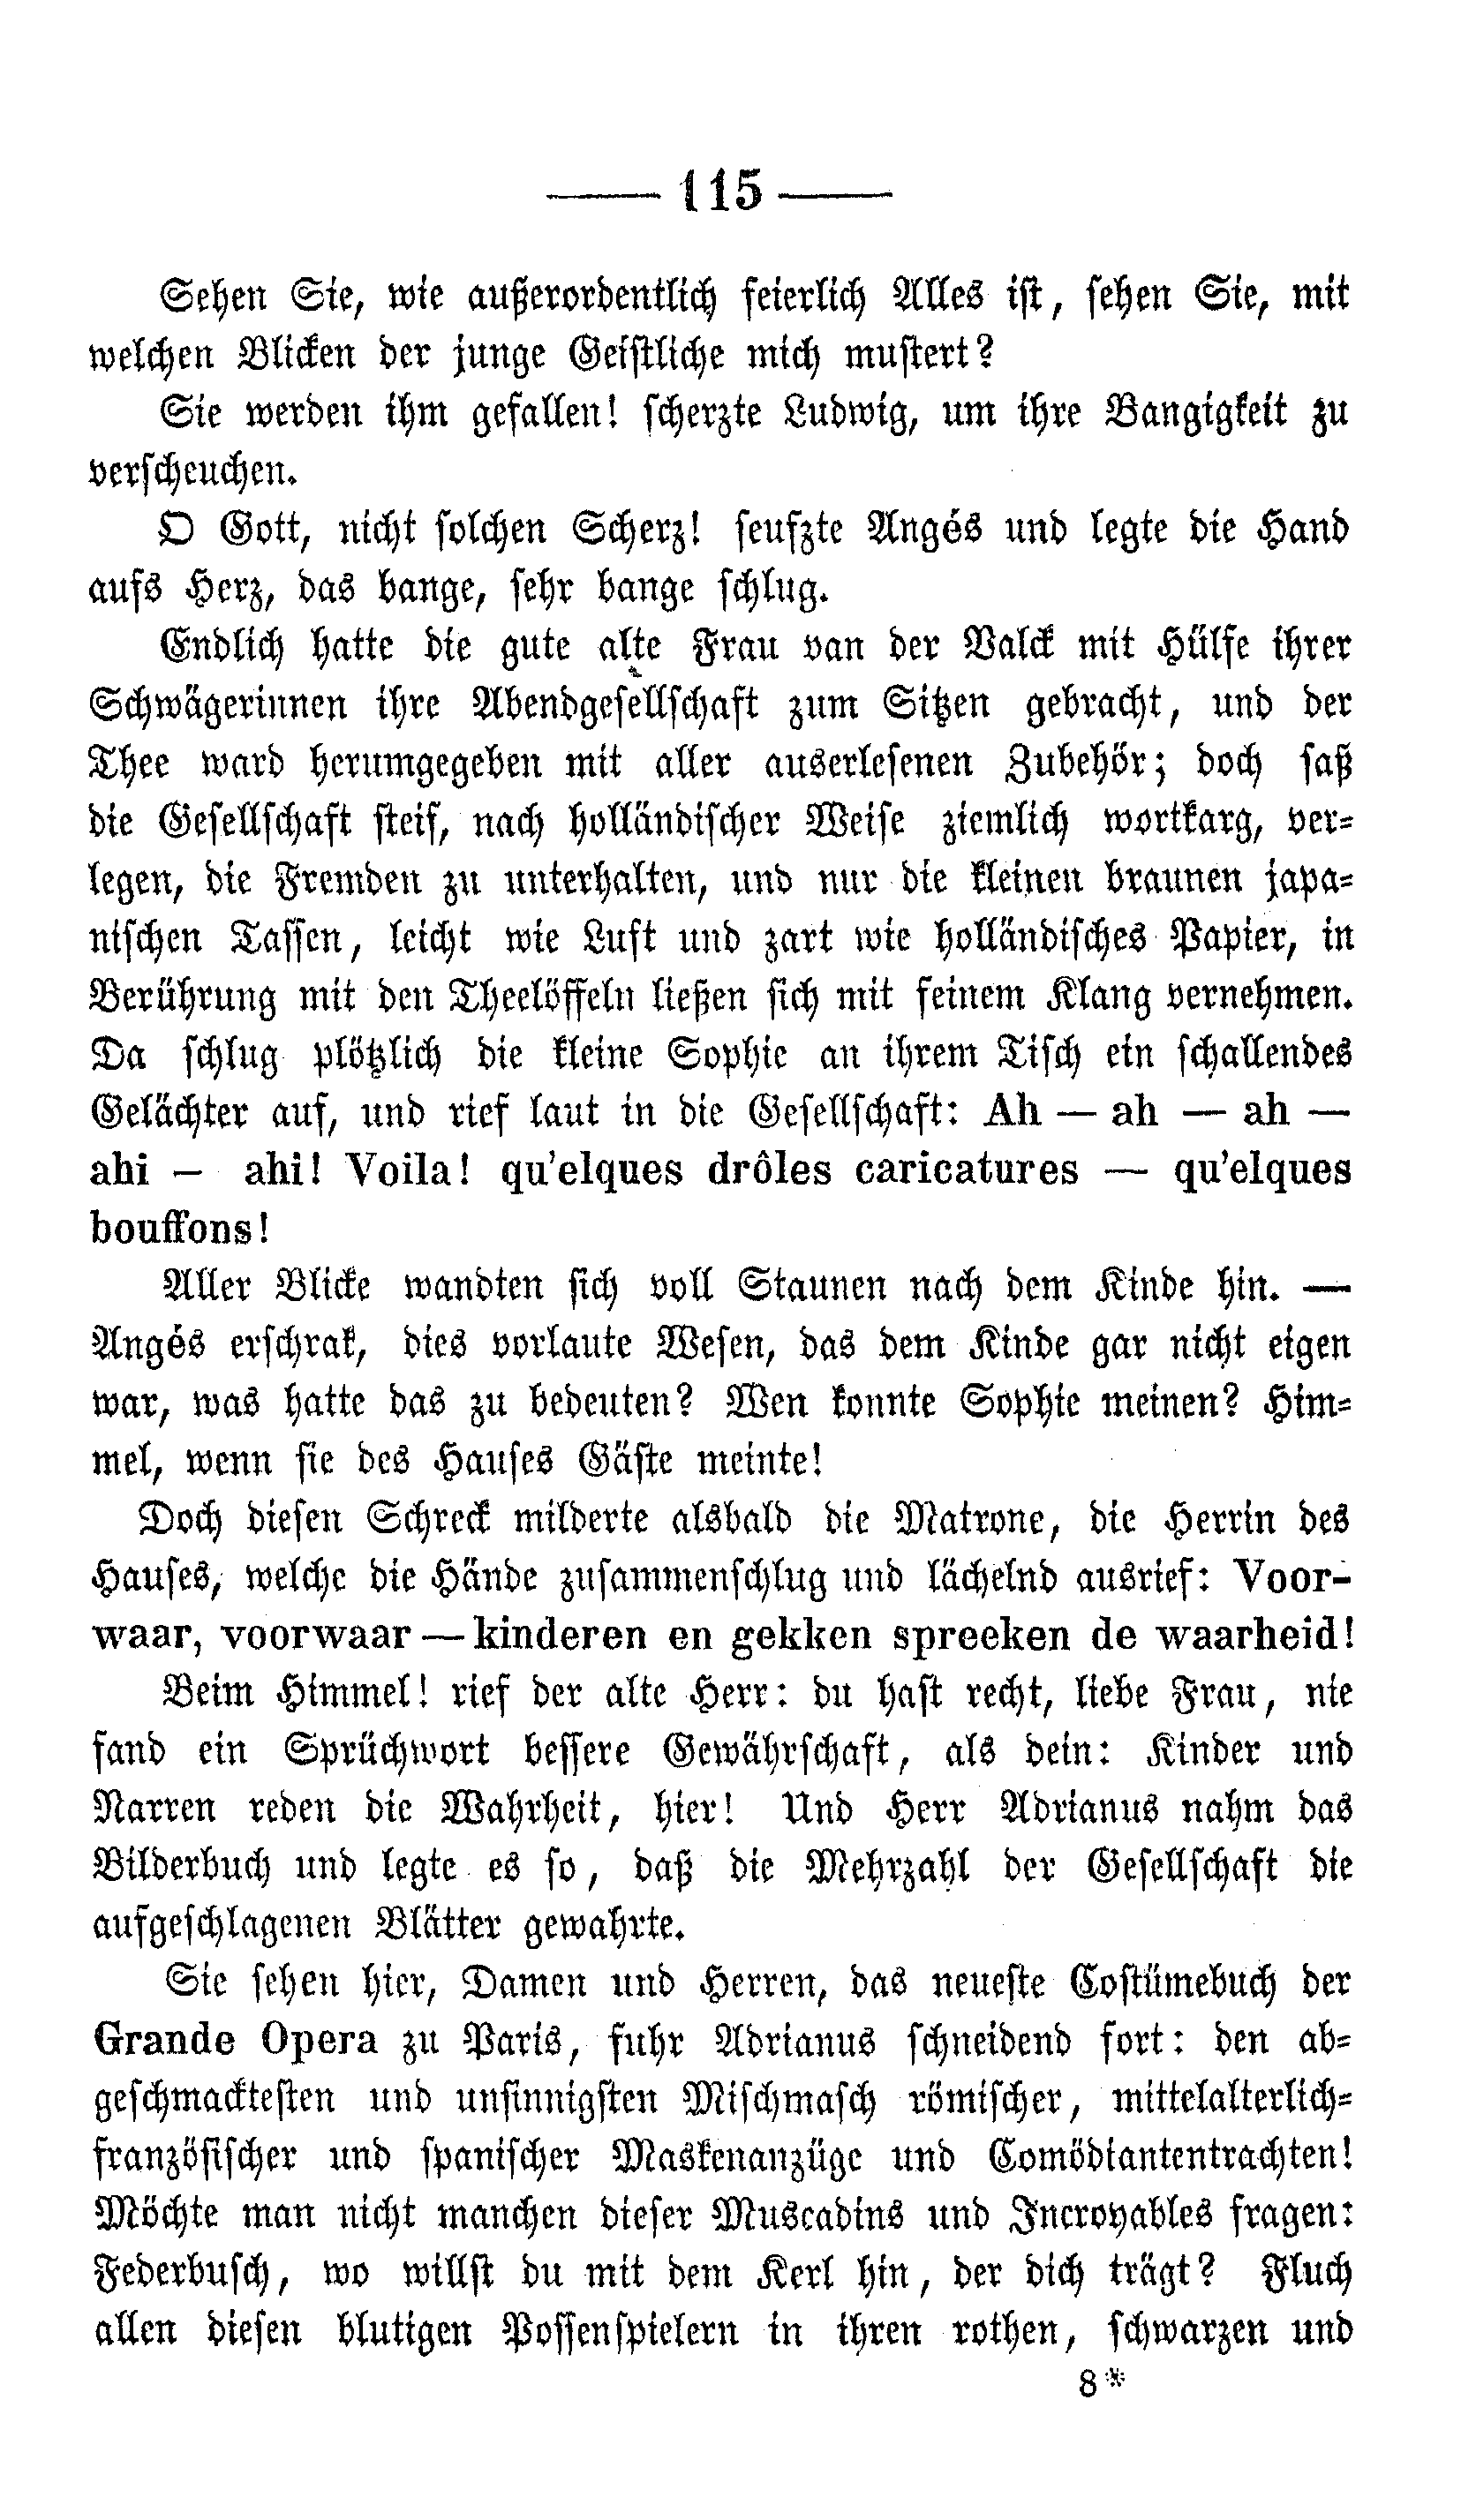 —— 115 ——
Sehen Sie, wie außerordentlich feierlich Alles ist, sehen Sie, mit
welchen Blicken der junge Geistliche mich mustert?
Sie werden ihm gefallen! scherzte Ludwig, um ihre Bangigkeit zu
verscheuchen.
O Gott, nicht solchen Scherz! seufzte Angés und legte die Hand
aufs Herz, das bange, sehr bange schlug.
Endlich hatte die gute alte Frau van der Valck mit Hülfe ihrer
Schwägerinnen ihre Abendgesellschaft zum Sitzen gebracht, und der
Thee ward herumgegeben mit aller auserlesenen Zubehör; doch saß
die Gesellschaft steif, nach holländischer Weise ziemlich wortkarg, ver-
legen, die Fremden zu unterhalten, und nur die kleinen braunen japa-
nischen Tassen, leicht wie Luft und zart wie holländisches Papier, in
Berührung mit den Theelöffeln ließen sich mit feinem Klang vernehmen.
Da schlug plötzlich die kleine Sophie an ihrem Tisch ein schallendes
Gelächter auf, und rief laut in die Gesellschaft: Ah — ah — ah —
ahi — ahi! Voila! qu'elques drôles caricatures — qu'elques
bouffons!
Aller Blicke wandten sich voll Staunen nach dem Kinde hin. —
Angés erschrak, dies vorlaute Wesen, das dem Kinde gar nicht eigen
war, was hatte das zu bedeuten? Wen konnte Sophie meinen? Him-
mel, wenn sie des Hauses Gäste meinte!
Doch diesen Schreck milderte alsbald die Matrone, die Herrin des
Hauses, welche die Hände zusammenschlug und lächelnd ausrief: Voor-
waar, voorwaar — kinderen en gekken spreeken de waarheid!
Beim Himmel! rief der alte Herr: du hast recht, liebe Frau, nie
fand ein Sprüchwort bessere Gewährschaft, als dein: Kinder und
Narren reden die Wahrheit, hier! Und Herr Adrianus nahm das
Bilderbuch und legte es so, daß die Mehrzahl der Gesellschaft die
aufgeschlagenen Blätter gewahrte.
Sie sehen hier, Damen und Herren, das neueste Costümebuch der
Grande Opera zu Paris, fuhr Adrianus schneidend fort: den ab-
geschmacktesten und unsinnigsten Mischmasch römischer, mittelalterlich-
französischer und spanischer Maskenanzüge und Comödiantentrachten!
Möchte man nicht manchen dieser Muscadins und Incroyables fragen:
Federbusch, wo willst du mit dem Kerl hin, der dich trägt? Fluch
allen diesen blutigen Possenspielern in ihren rothen, schwarzen und
8*